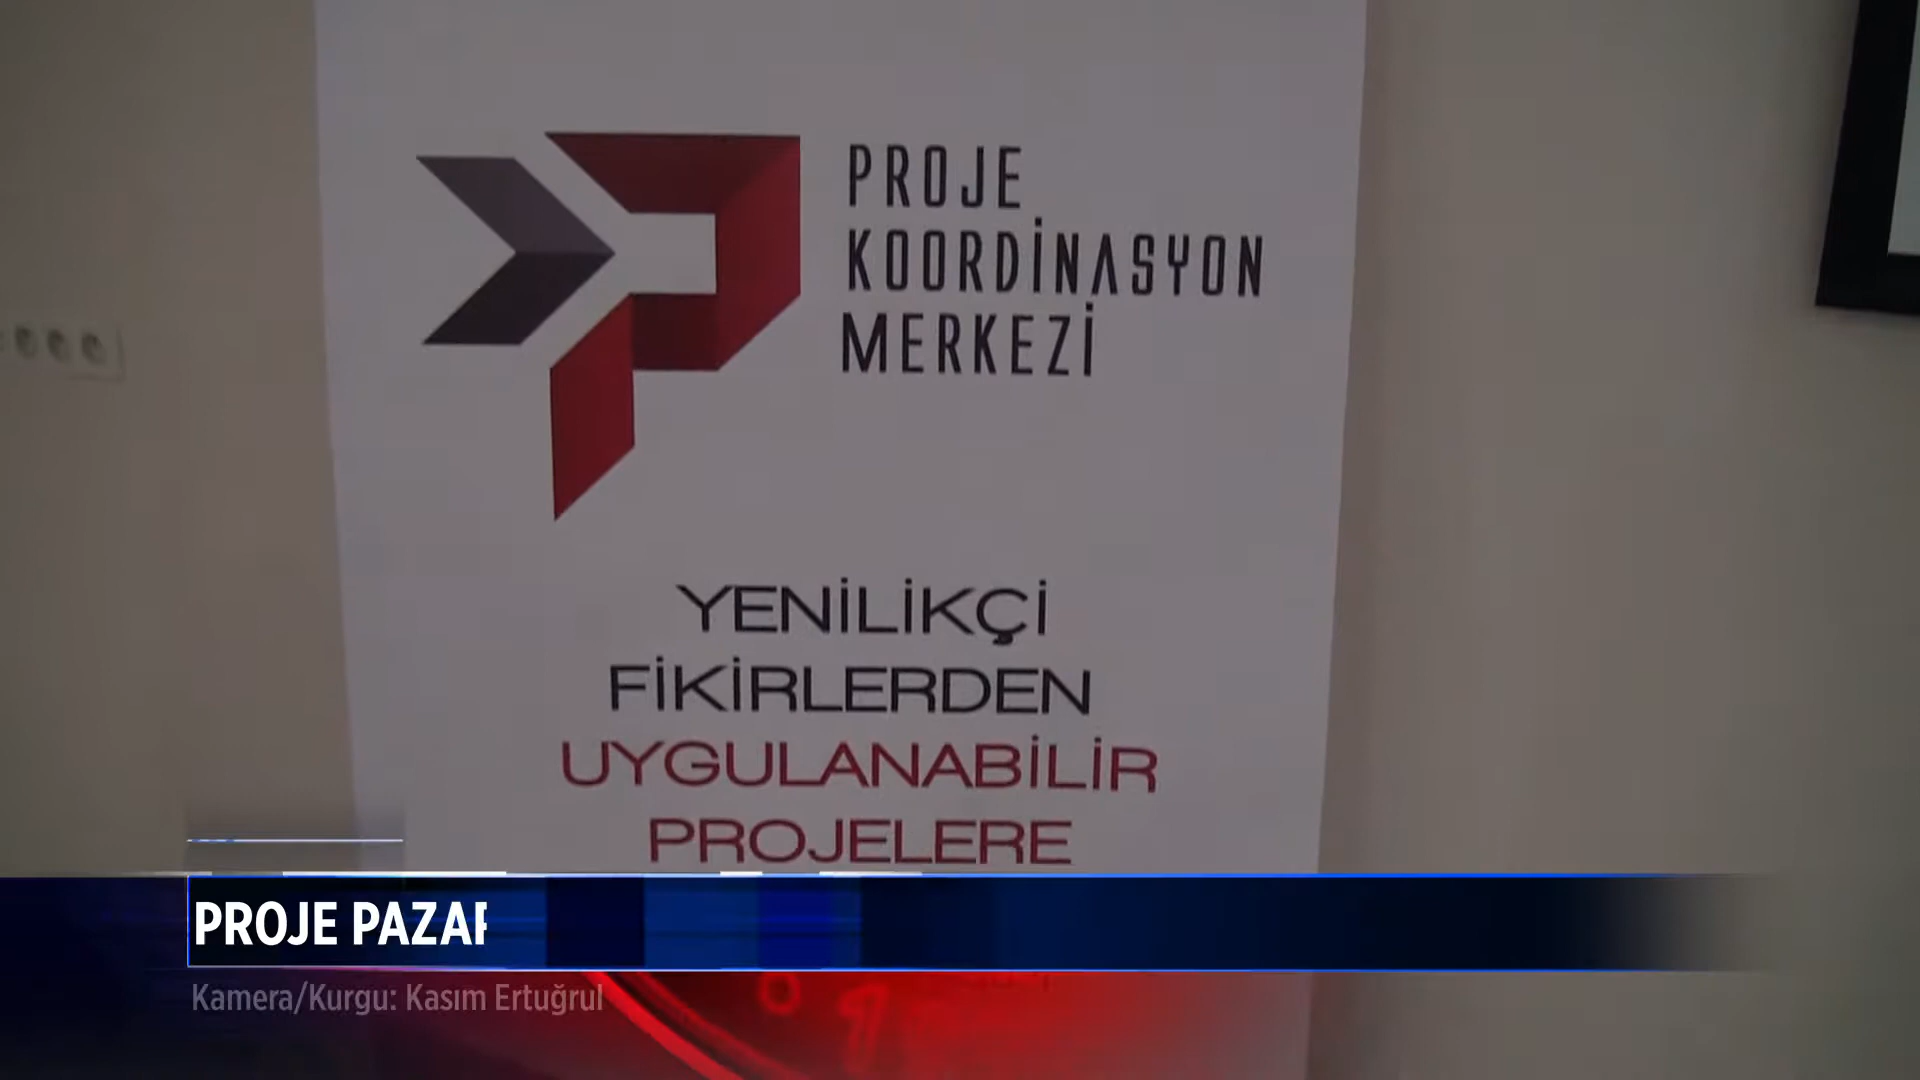 PROJE
KOORDİNASYON
MERKEZİ
YENİLİKÇİ
FİKİRLERDEN
UYGULANABİLİR
PROJELERE
PROJE PAZAR
Kamera/Kurgu: Kasım Ertuğrul